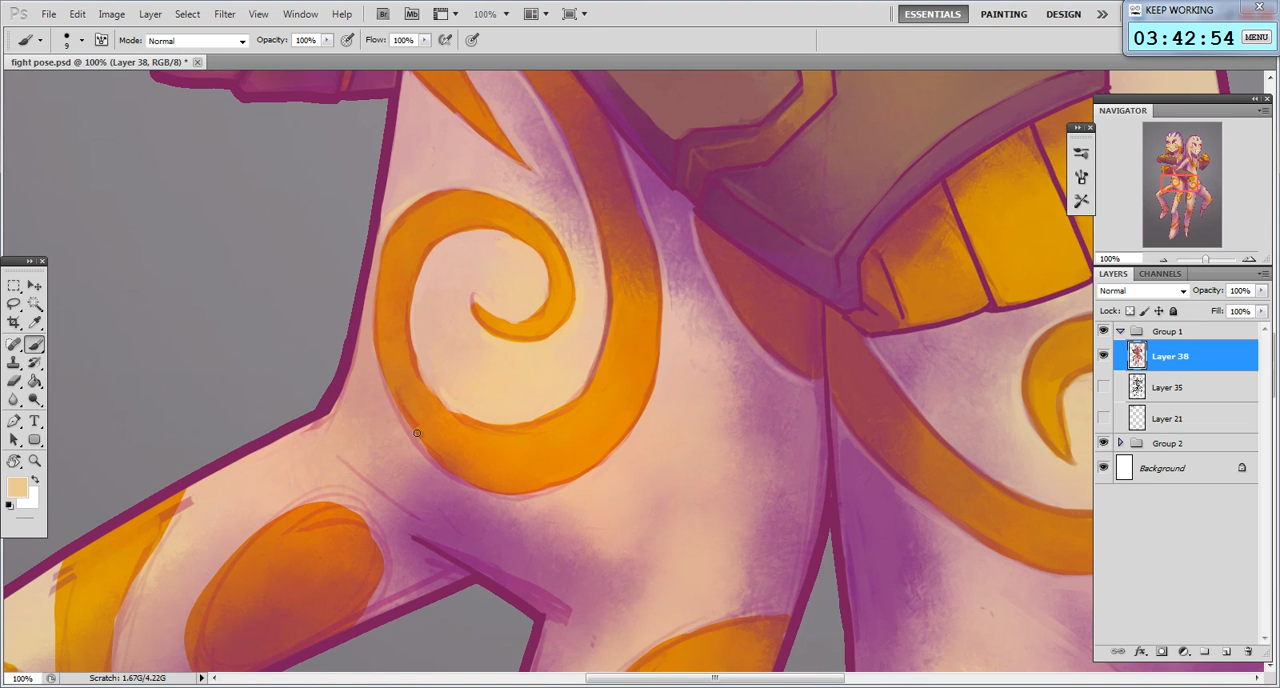 Ps File Edit Image Layer Select Filter View Window Help Br Mb 100% ESSENTIALS PAINTING DESIGN
KEEP WORKING
03:42:54 MENU
9 Mode: Normal Opacity: 100% Flow: 100%
fight pose.psd @ 100% (Layer 38, RGB/8) *
NAVIGATOR
100%
LAYERS CHANNELS
Normal Opacity: 100%
Lock: Fill: 100%
Group 1
Layer 38
Layer 35
Layer 21
Group 2
Background
T
fx
100% Scratch: 1.67G/4.22G